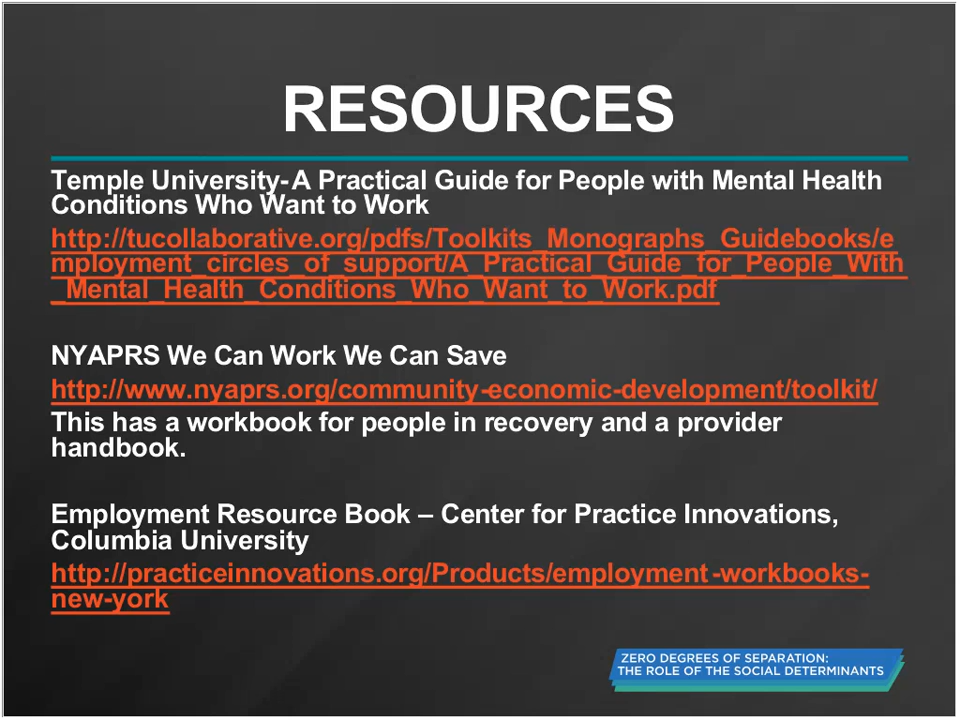 RESOURCES
Temple University- A Practical Guide for People with Mental Health
Conditions Who Want to Work
http://tucollaborative.org/pdfs/Toolkits_Monographs_Guidebooks/e
mployment_circles_of_support/A_Practical_Guide_for_People_With
_Mental_Health_Conditions_Who_Want_to_Work.pdf
NYAPRS We Can Work We Can Save
http://www.nyaprs.org/community-economic-development/toolkit/
This has a workbook for people in recovery and a provider
handbook.
Employment Resource Book – Center for Practice Innovations,
Columbia University
http://practiceinnovations.org/Products/employment-workbooks-
new-york
ZERO DEGREES OF SEPARATION:
THE ROLE OF THE SOCIAL DETERMINANTS